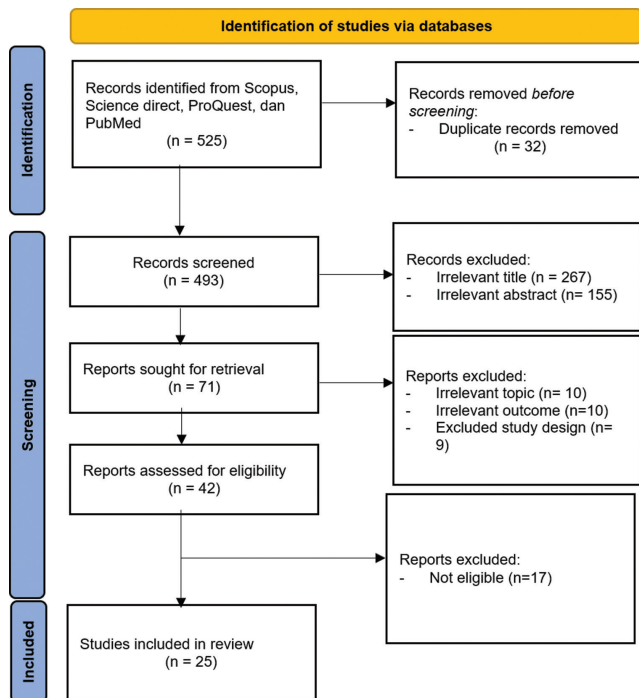 Identification of studies via databases
Identification
Records identified from Scopus,
Science direct, ProQuest, dan
PubMed
(n = 525)
Records removed before
screening:
- Duplicate records removed
(n = 32)
Screening
Records screened
(n = 493)
Records excluded:
- Irrelevant title (n = 267)
- Irrelevant abstract (n= 155)
Reports sought for retrieval
(n = 71)
Reports excluded:
- Irrelevant topic (n= 10)
- Irrelevant outcome (n=10)
- Excluded study design (n=
9)
Reports assessed for eligibility
(n = 42)
Reports excluded:
- Not eligible (n=17)
Included
Studies included in review
(n = 25)